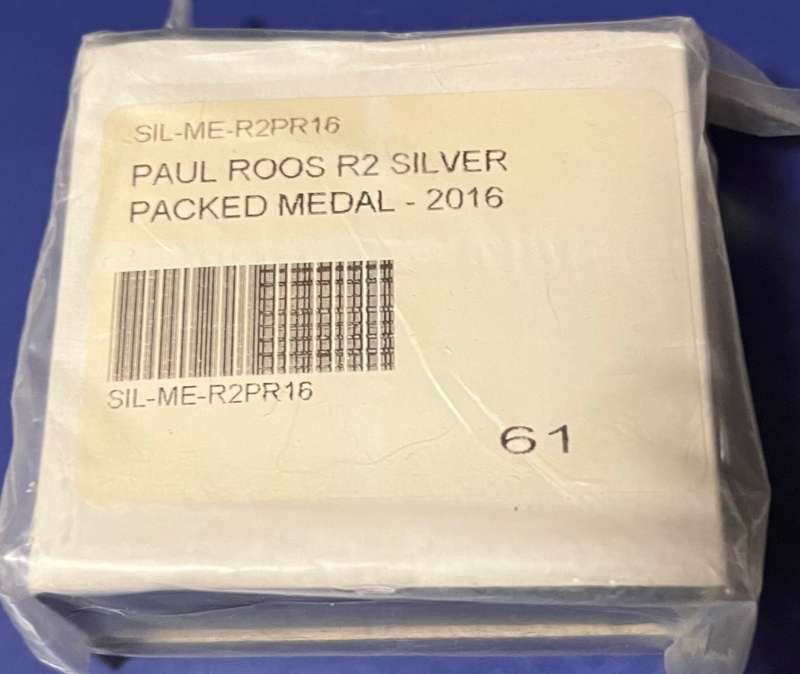 SIL-ME-R2PR16
PAUL ROOS R2 SILVER
PACKED MEDAL - 2016
SIL-ME-R2PR16
61